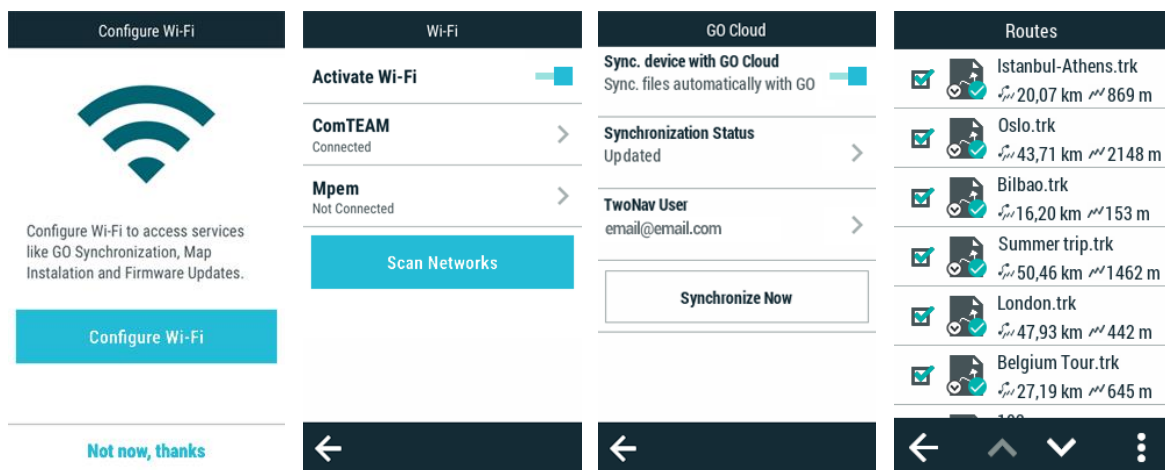 Configure Wi-Fi
Configure Wi-Fi to access services
like GO Synchronization, Map
Instalation and Firmware Updates.
Configure Wi-Fi
Not now, thanks
Wi-Fi
Activate Wi-Fi
ComTEAM
Connected
Mpem
Not Connected
Scan Networks
GO Cloud
Sync. device with GO Cloud
Sync. files automatically with GO
Synchronization Status
Updated
TwoNav User
email@email.com
Synchronize Now
Routes
Istanbul-Athens.trk
20,07 km 869 m
Oslo.trk
43,71 km 2148 m
Bilbao.trk
16,20 km 153 m
Summer trip.trk
50,46 km 1462 m
London.trk
47,93 km 442 m
Belgium Tour.trk
27,19 km 645 m